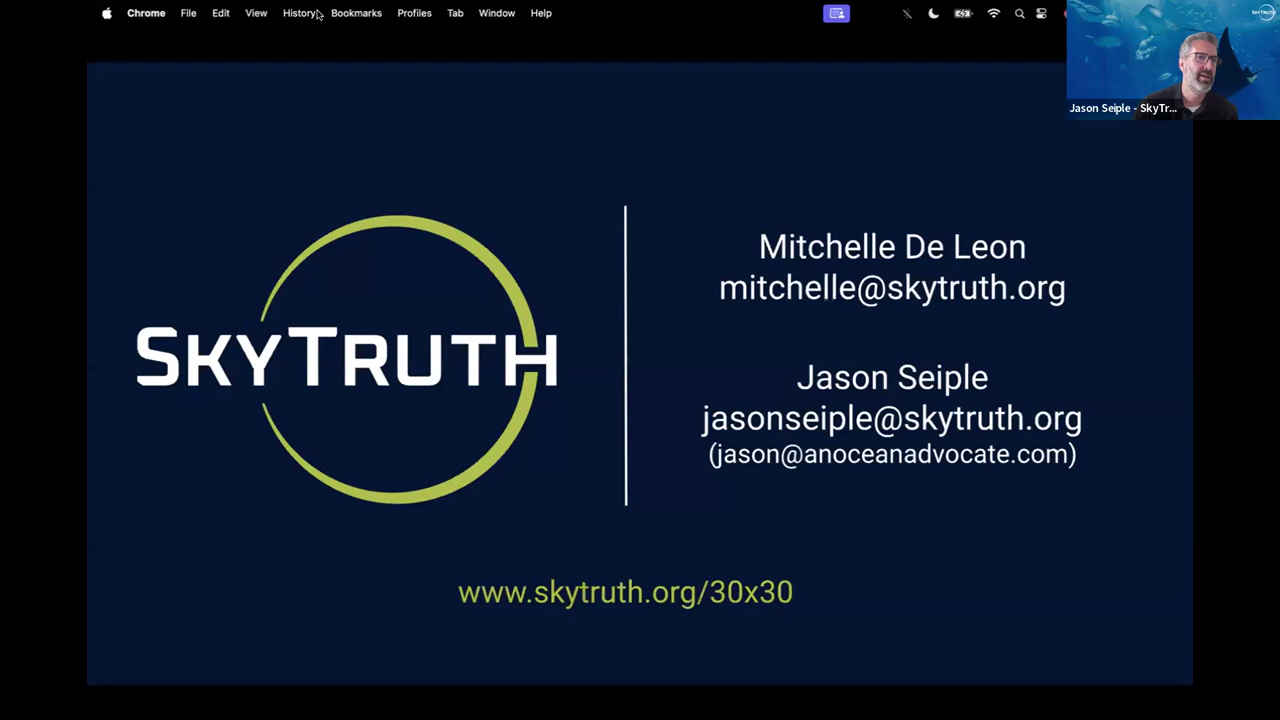 Chrome File Edit View History Bookmarks Profiles Tab Window Help
SKYTRUTH
Jason Seiple - SkyTr...
Mitchelle De Leon
mitchelle@skytruth.org
SKYTRUTH
Jason Seiple
jasonseiple@skytruth.org
(jason@anoceanadvocate.com)
www.skytruth.org/30x30